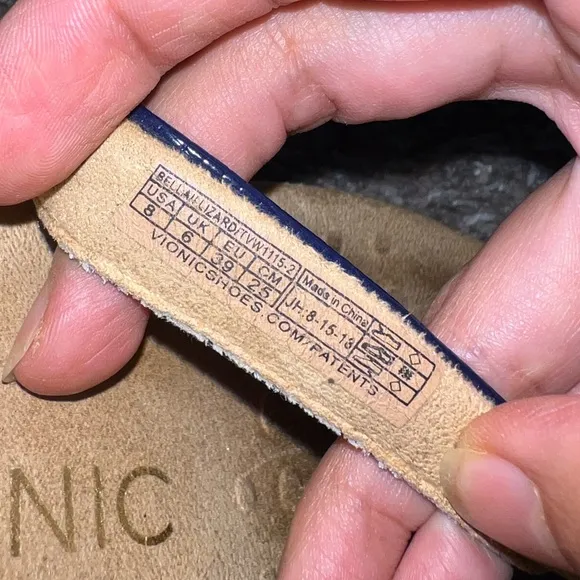 BELLAII LIZARD/TVW1115-2
USA UK EU CM
8 6 39 25
Made in China
JH:8-15-18
VIONICSHOES.COM/PATENTS
NIC